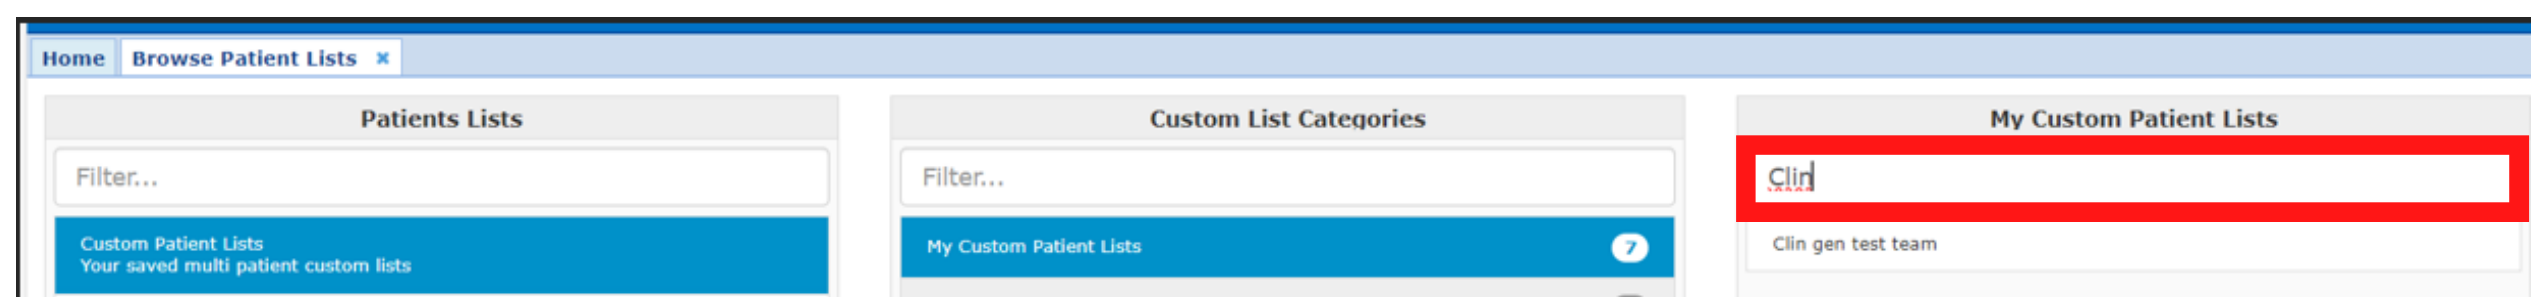 Home
Browse Patient Lists
Patients Lists
Filter...
Custom Patient Lists
Your saved multi patient custom lists
Custom List Categories
Filter...
My Custom Patient Lists
7
My Custom Patient Lists
Clin
Clin gen test team